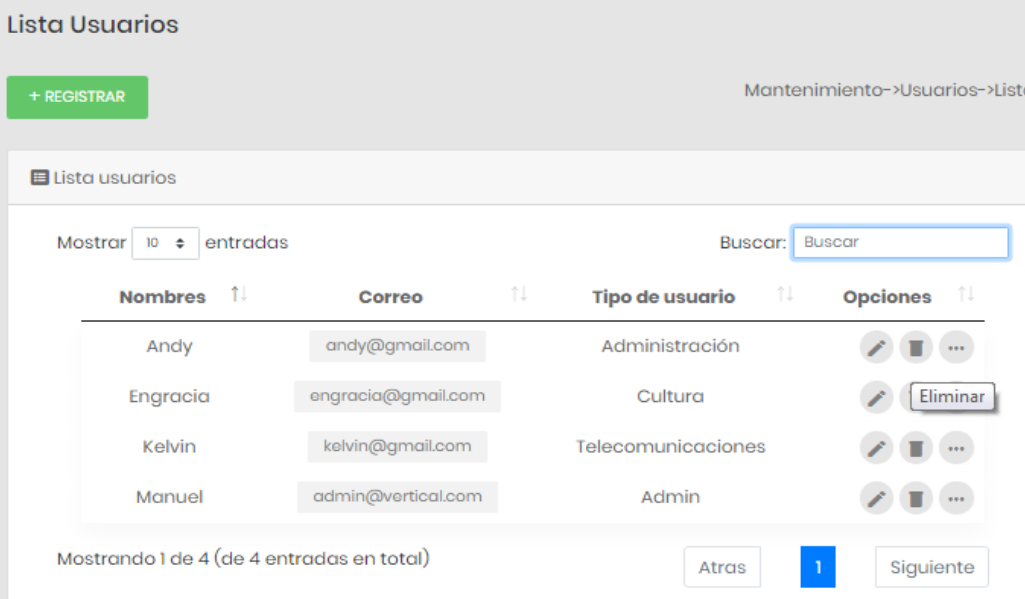 Lista Usuarios
+ REGISTRAR
Mantenimiento->Usuarios->List
Lista usuarios
Mostrar 10 entradas
Buscar: Buscar
Nombres Correo Tipo de usuario Opciones
Andy andy@gmail.com Administración
Engracia engracia@gmail.com Cultura Eliminar
Kelvin kelvin@gmail.com Telecomunicaciones
Manuel admin@vertical.com Admin
Mostrando 1 de 4 (de 4 entradas en total)
Atras 1 Siguiente